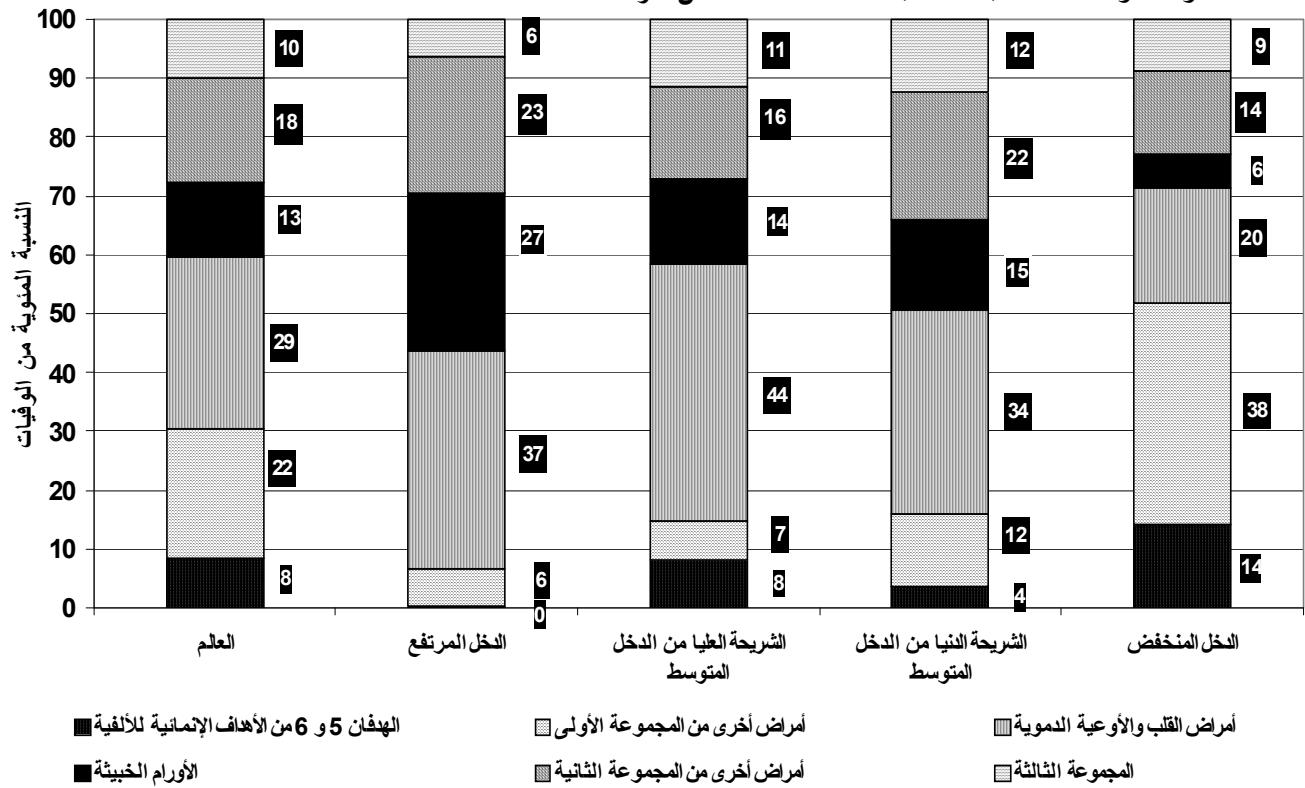 النسبة المئوية من الوفيات
100
90
80
70
60
50
40
30
20
10
0
10
18
13
29
22
8
6
23
27
37
6
0
11
16
14
44
7
8
12
22
15
34
12
4
9
14
6
20
38
14
العالم
الدخل المرتفع
الشريحة العليا من الدخل
المتوسط
الشريحة الدنيا من الدخل
المتوسط
الدخل المنخفض
الهدفان 5 و 6 من الأهداف الإنمائية للألفية
أمراض أخرى من المجموعة الأولى
أمراض القلب والأوعية الدموية
الأورام الخبيثة
أمراض أخرى من المجموعة الثانية
المجموعة الثالثة